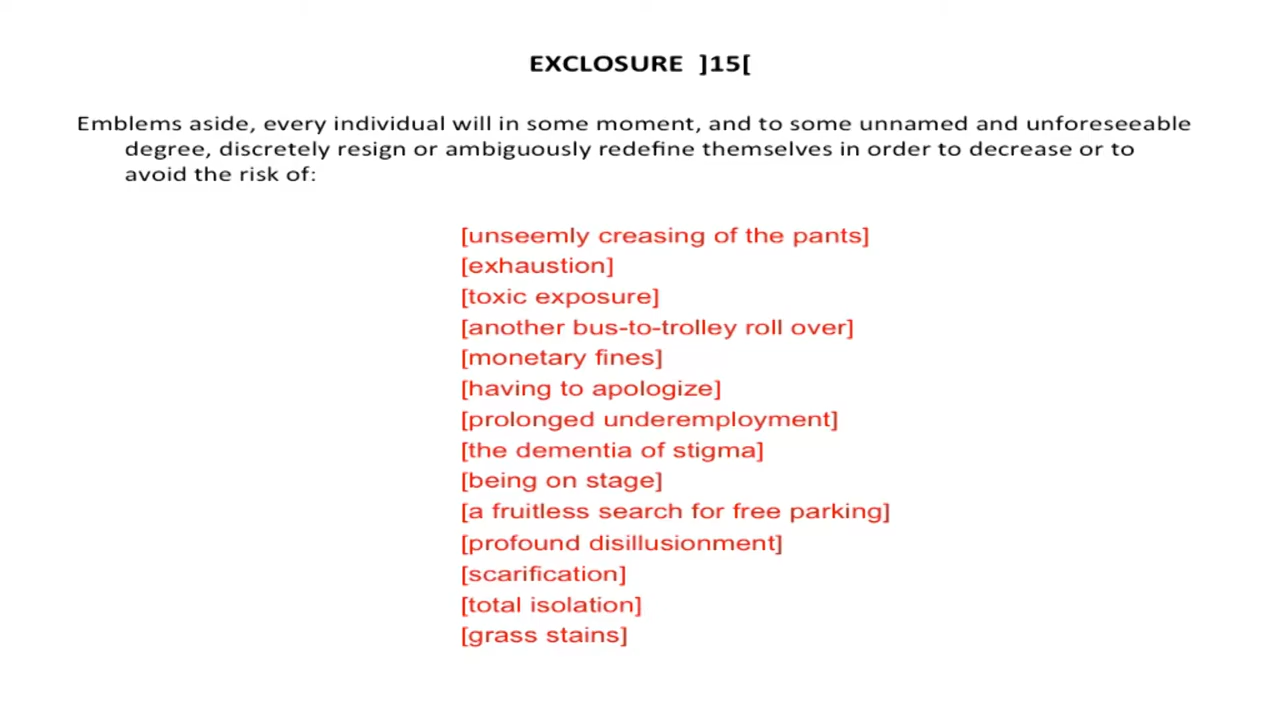 EXCLOSURE ]15[
Emblems aside, every individual will in some moment, and to some unnamed and unforeseeable
degree, discretely resign or ambiguously redefine themselves in order to decrease or to
avoid the risk of:
[unseemly creasing of the pants]
[exhaustion]
[toxic exposure]
[another bus-to-trolley roll over]
[monetary fines]
[having to apologize]
[prolonged underemployment]
[the dementia of stigma]
[being on stage]
[a fruitless search for free parking]
[profound disillusionment]
[scarification]
[total isolation]
[grass stains]